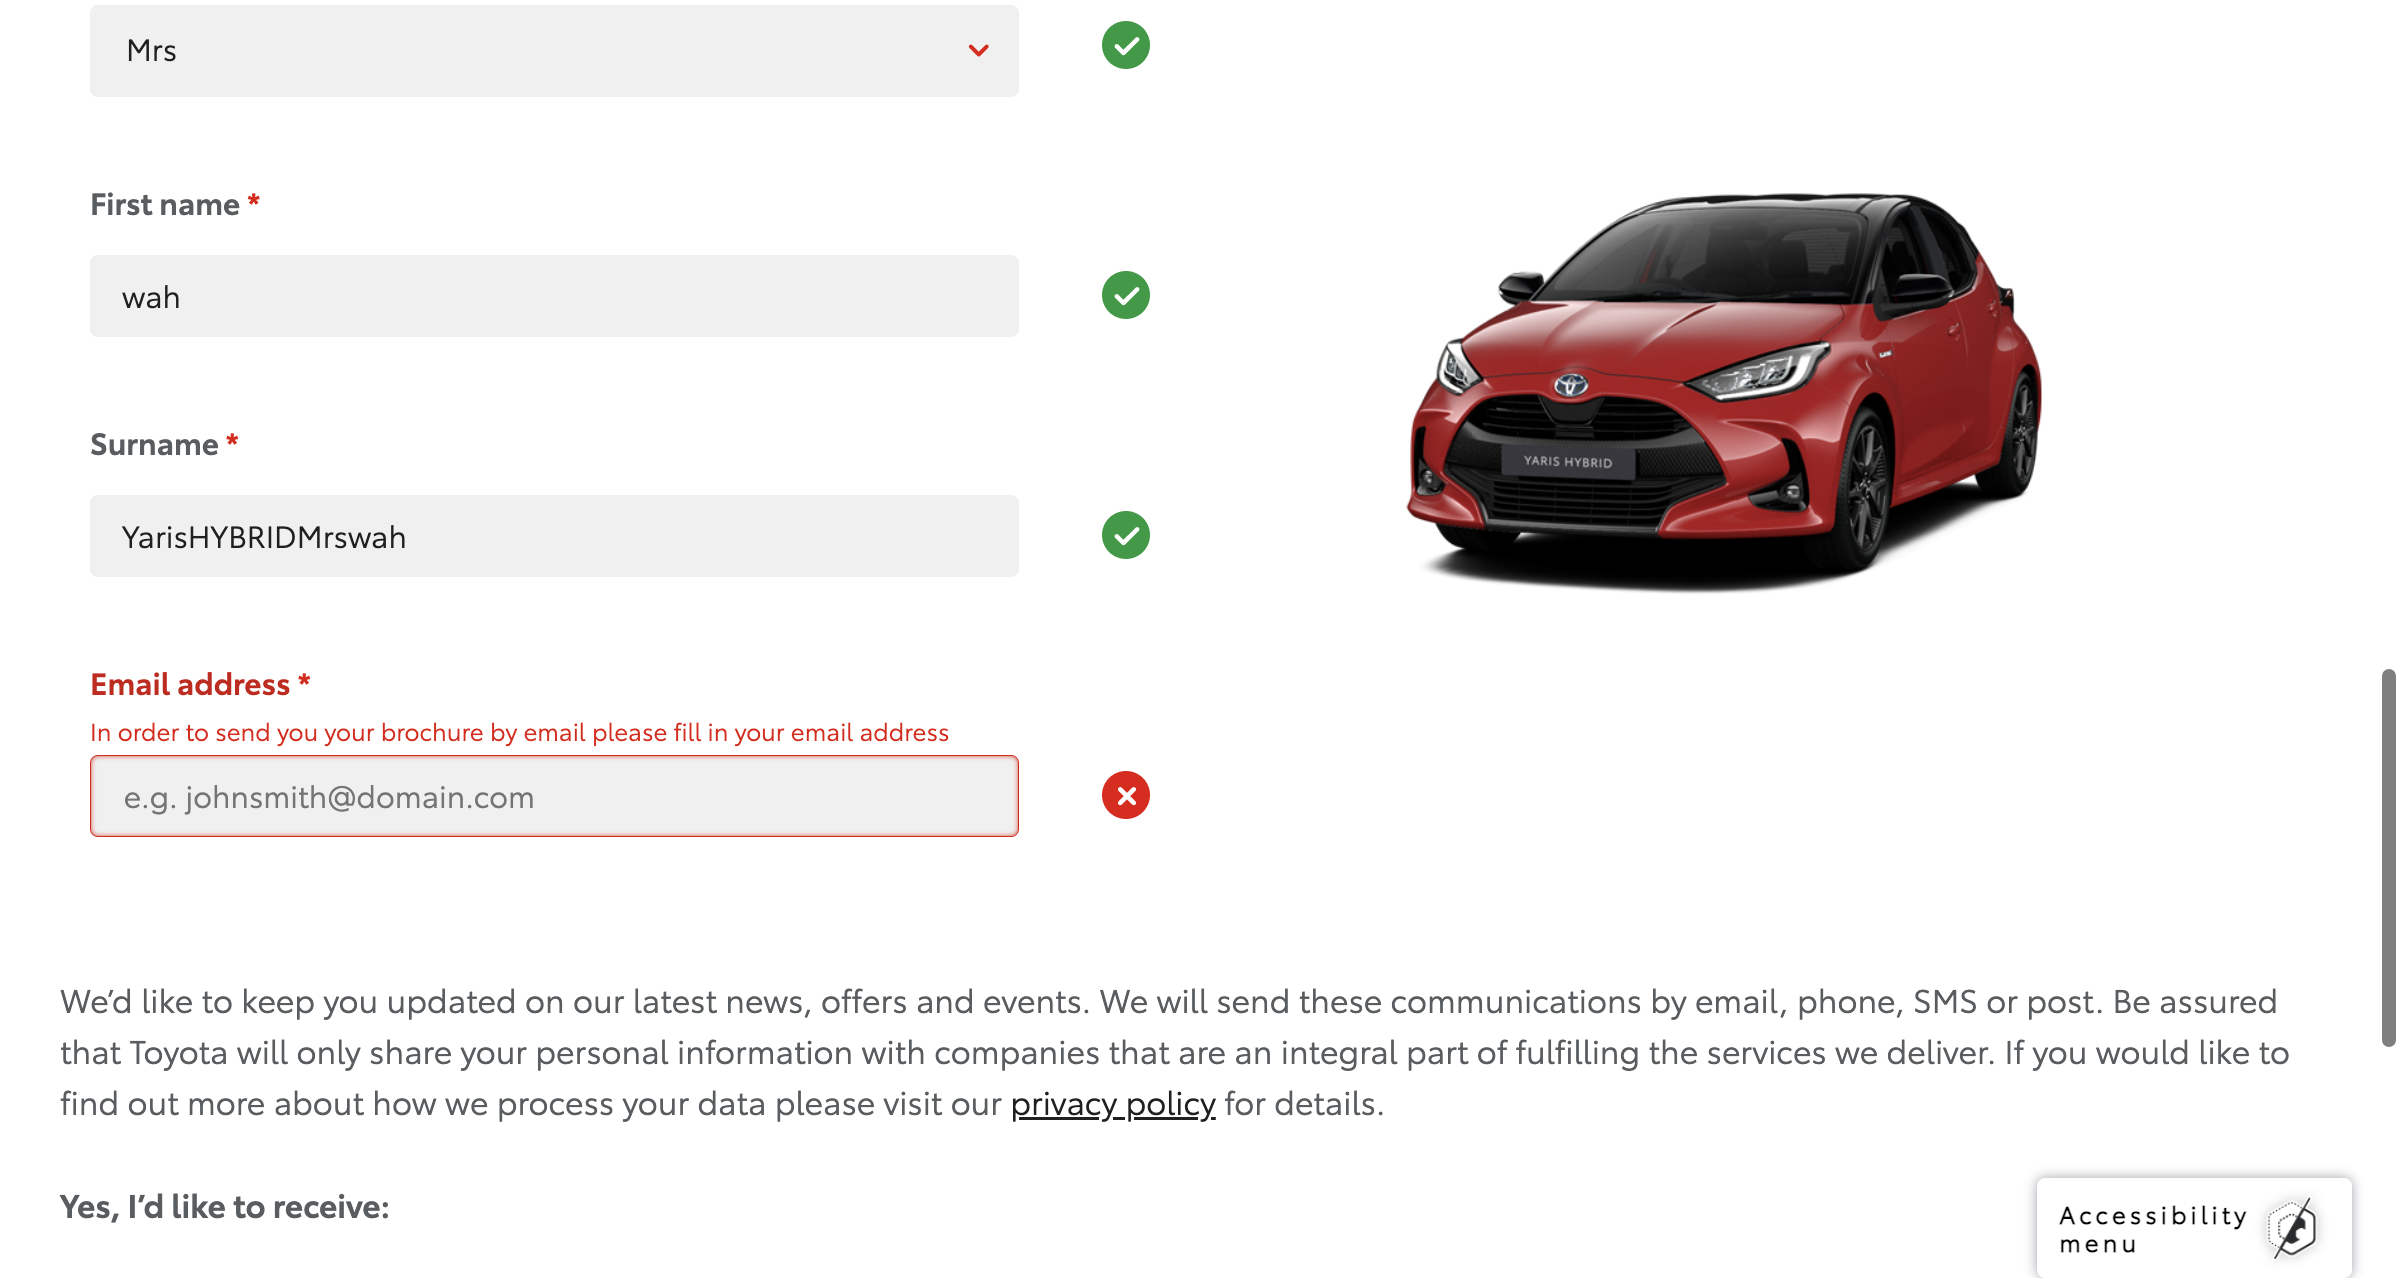 Mrs
First name *
wah
Surname *
YarisHYBRIDMrswah
YARIS HYBRID
Email address *
In order to send you your brochure by email please fill in your email address
e.g. johnsmith@domain.com
We’d like to keep you updated on our latest news, offers and events. We will send these communications by email, phone, SMS or post. Be assured
that Toyota will only share your personal information with companies that are an integral part of fulfilling the services we deliver. If you would like to
find out more about how we process your data please visit our privacy policy for details.
Yes, I’d like to receive:
Accessibility
menu